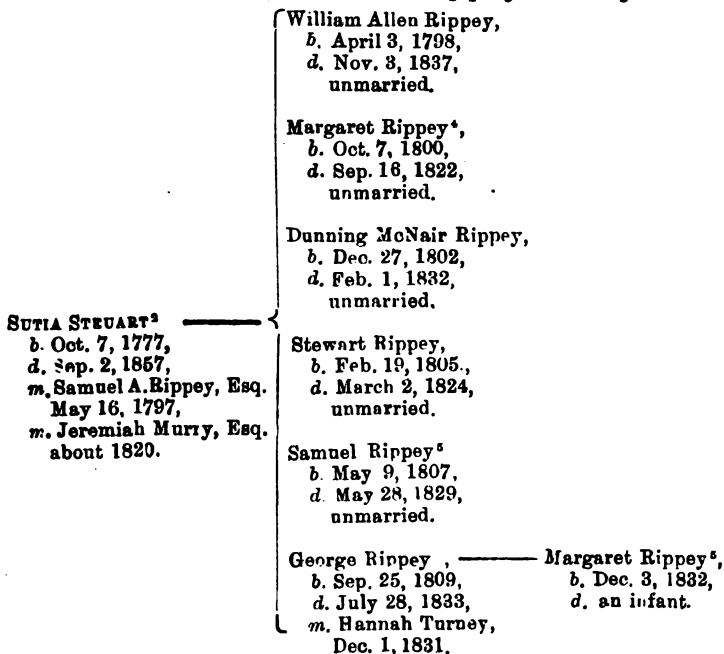 William Allen Rippey,
b. April 3, 1798,
d. Nov. 3, 1837,
unmarried.
Margaret Rippey⁴,
b. Oct. 7, 1800,
d. Sep. 16, 1822,
unmarried.
Dunning McNair Rippey,
b. Dec. 27, 1802,
d. Feb. 1, 1832,
unmarried.
SUTIA STEUART³
b. Oct. 7, 1777,
d. Sep. 2, 1857,
m. Samuel A. Rippey, Esq.
May 16, 1797,
m. Jeremiah Murry, Esq.
about 1820.
Stewart Rippey,
b. Feb. 19, 1805.,
d. March 2, 1824,
unmarried.
Samuel Rippey⁵
b. May 9, 1807,
d. May 28, 1829,
unmarried.
George Rippey ,
b. Sep. 25, 1809,
d. July 28, 1833,
m. Hannah Turney,
Dec. 1, 1831.
Margaret Rippey⁵,
b. Dec. 3, 1832,
d. an infant.